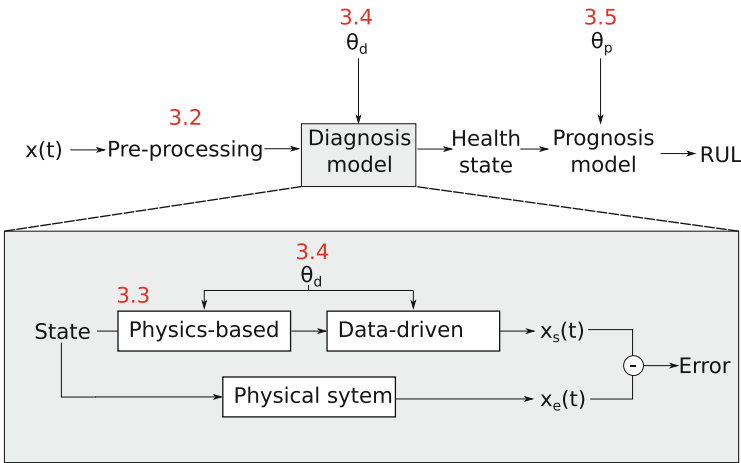 3.4
θd
3.5
θp
3.2
x(t)
Pre-processing
Diagnosis
model
Health
state
Prognosis
model
RUL
3.4
θd
3.3
State
Physics-based
Data-driven
xs(t)
-
Error
Physical sytem
xe(t)